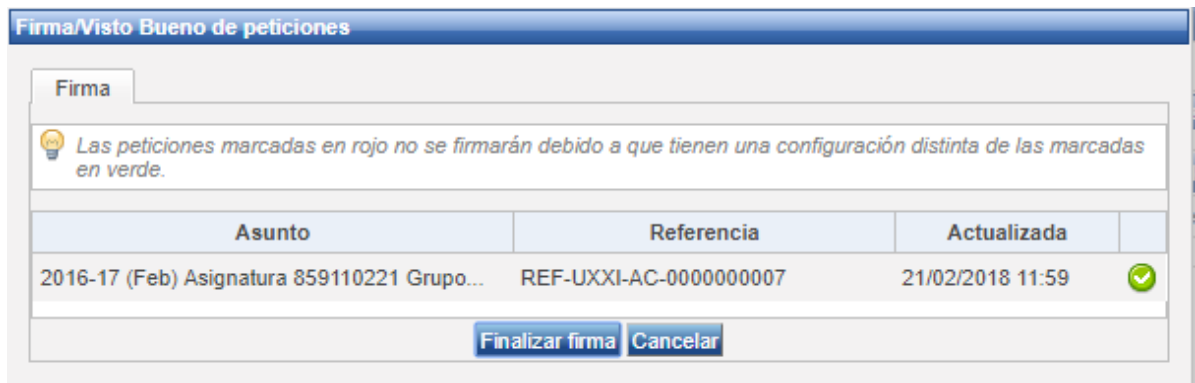 Firma/Visto Bueno de peticiones
Firma
Las peticiones marcadas en rojo no se firmarán debido a que tienen una configuración distinta de las marcadas
en verde.
Asunto Referencia Actualizada
2016-17 (Feb) Asignatura 859110221 Grupo... REF-UXXI-AC-0000000007 21/02/2018 11:59
Finalizar firma Cancelar